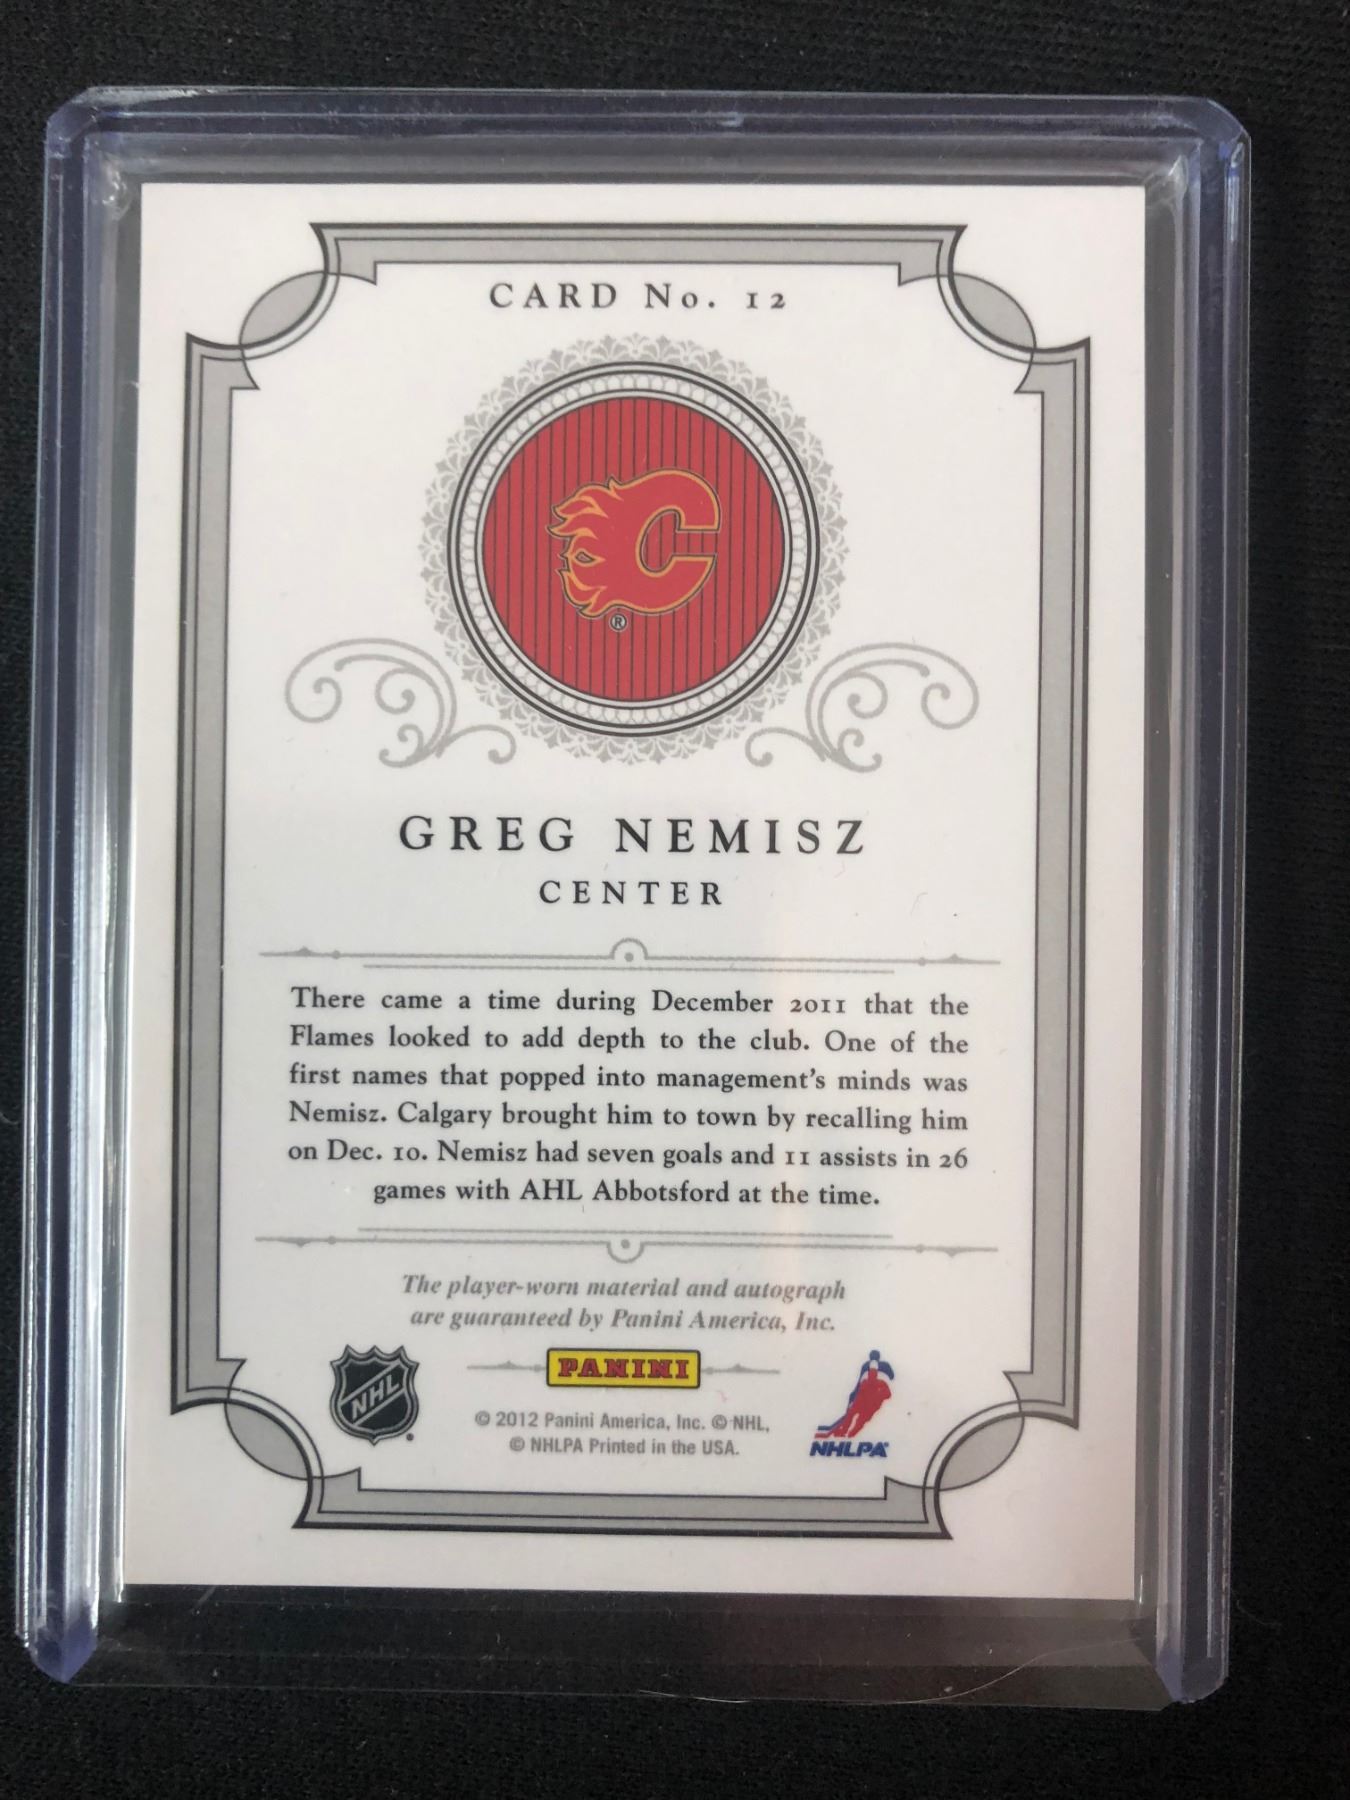 CARD No. 12
C
®
GREG NEMISZ
CENTER
There came a time during December 2011 that the
Flames looked to add depth to the club. One of the
first names that popped into management's minds was
Nemisz. Calgary brought him to town by recalling him
on Dec. 10. Nemisz had seven goals and 11 assists in 26
games with AHL Abbotsford at the time.
The player-worn material and autograph
are guaranteed by Panini America, Inc.
NHL
PANINI
© 2012 Panini America, Inc. © NHL,
© NHLPA Printed in the USA.
NHLPA